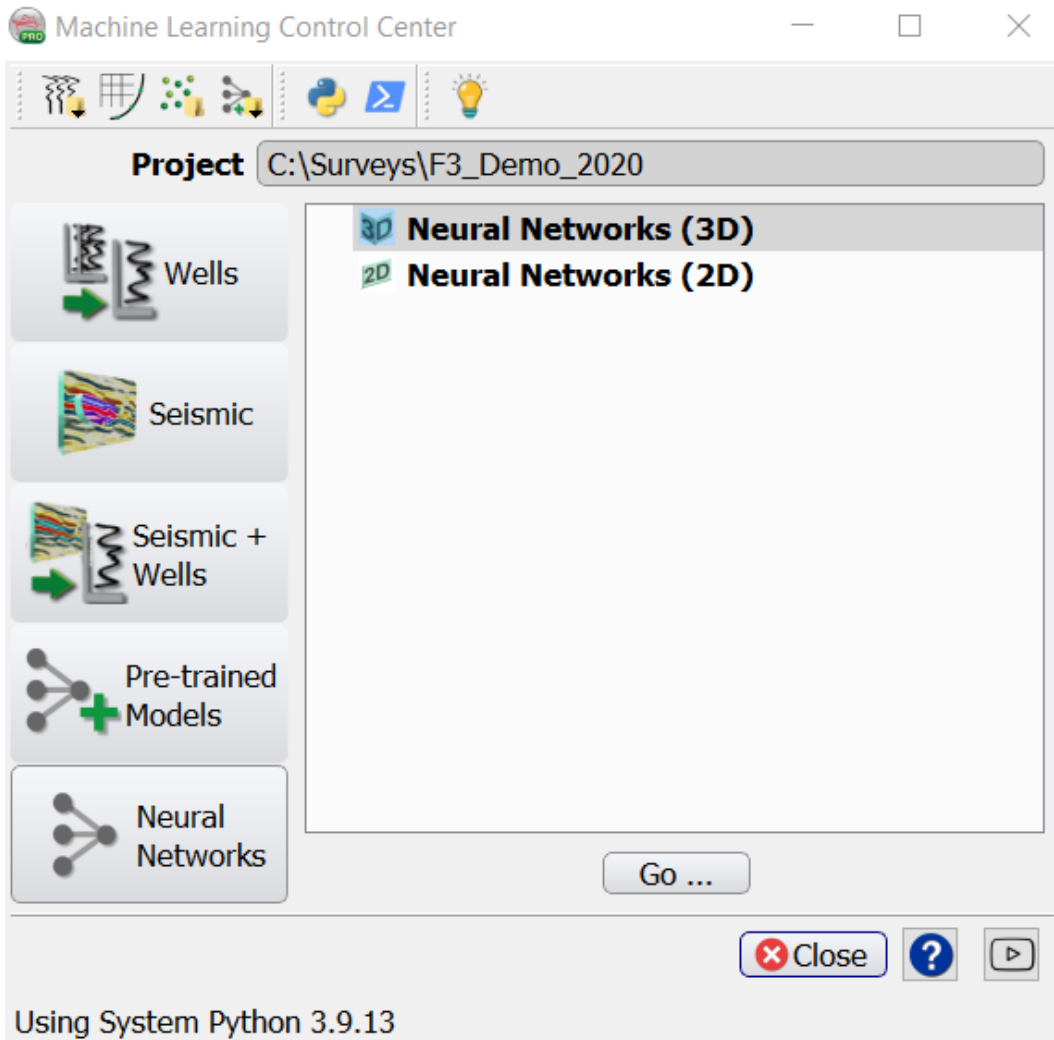 Machine Learning Control Center
PRO
Project C:\Surveys\F3_Demo_2020
Wells
Seismic
Seismic +
Wells
Pre-trained
Models
Neural
Networks
3D Neural Networks (3D)
2D Neural Networks (2D)
Go ...
Close
?
Using System Python 3.9.13